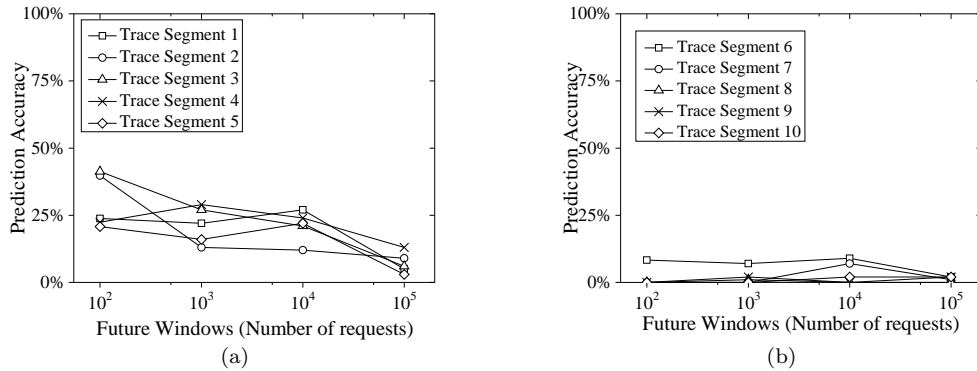 100%
75%
50%
25%
0%
Prediction Accuracy
Trace Segment 1
Trace Segment 2
Trace Segment 3
Trace Segment 4
Trace Segment 5
10² 10³ 10⁴ 10⁵
Future Windows (Number of requests)
(a)
100%
75%
50%
25%
0%
Prediction Accuracy
Trace Segment 6
Trace Segment 7
Trace Segment 8
Trace Segment 9
Trace Segment 10
10² 10³ 10⁴ 10⁵
Future Windows (Number of requests)
(b)